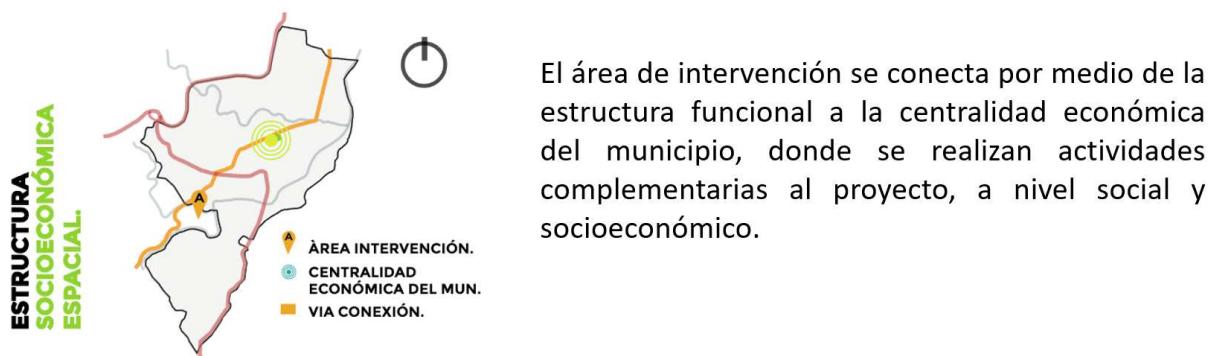 ESTRUCTURA
SOCIOECONÓMICA
ESPACIAL.
A
A
ÀREA INTERVENCIÓN.
CENTRALIDAD
ECONÓMICA DEL MUN.
VIA CONEXIÓN.
El área de intervención se conecta por medio de la
estructura funcional a la centralidad económica
del municipio, donde se realizan actividades
complementarias al proyecto, a nivel social y
socioeconómico.